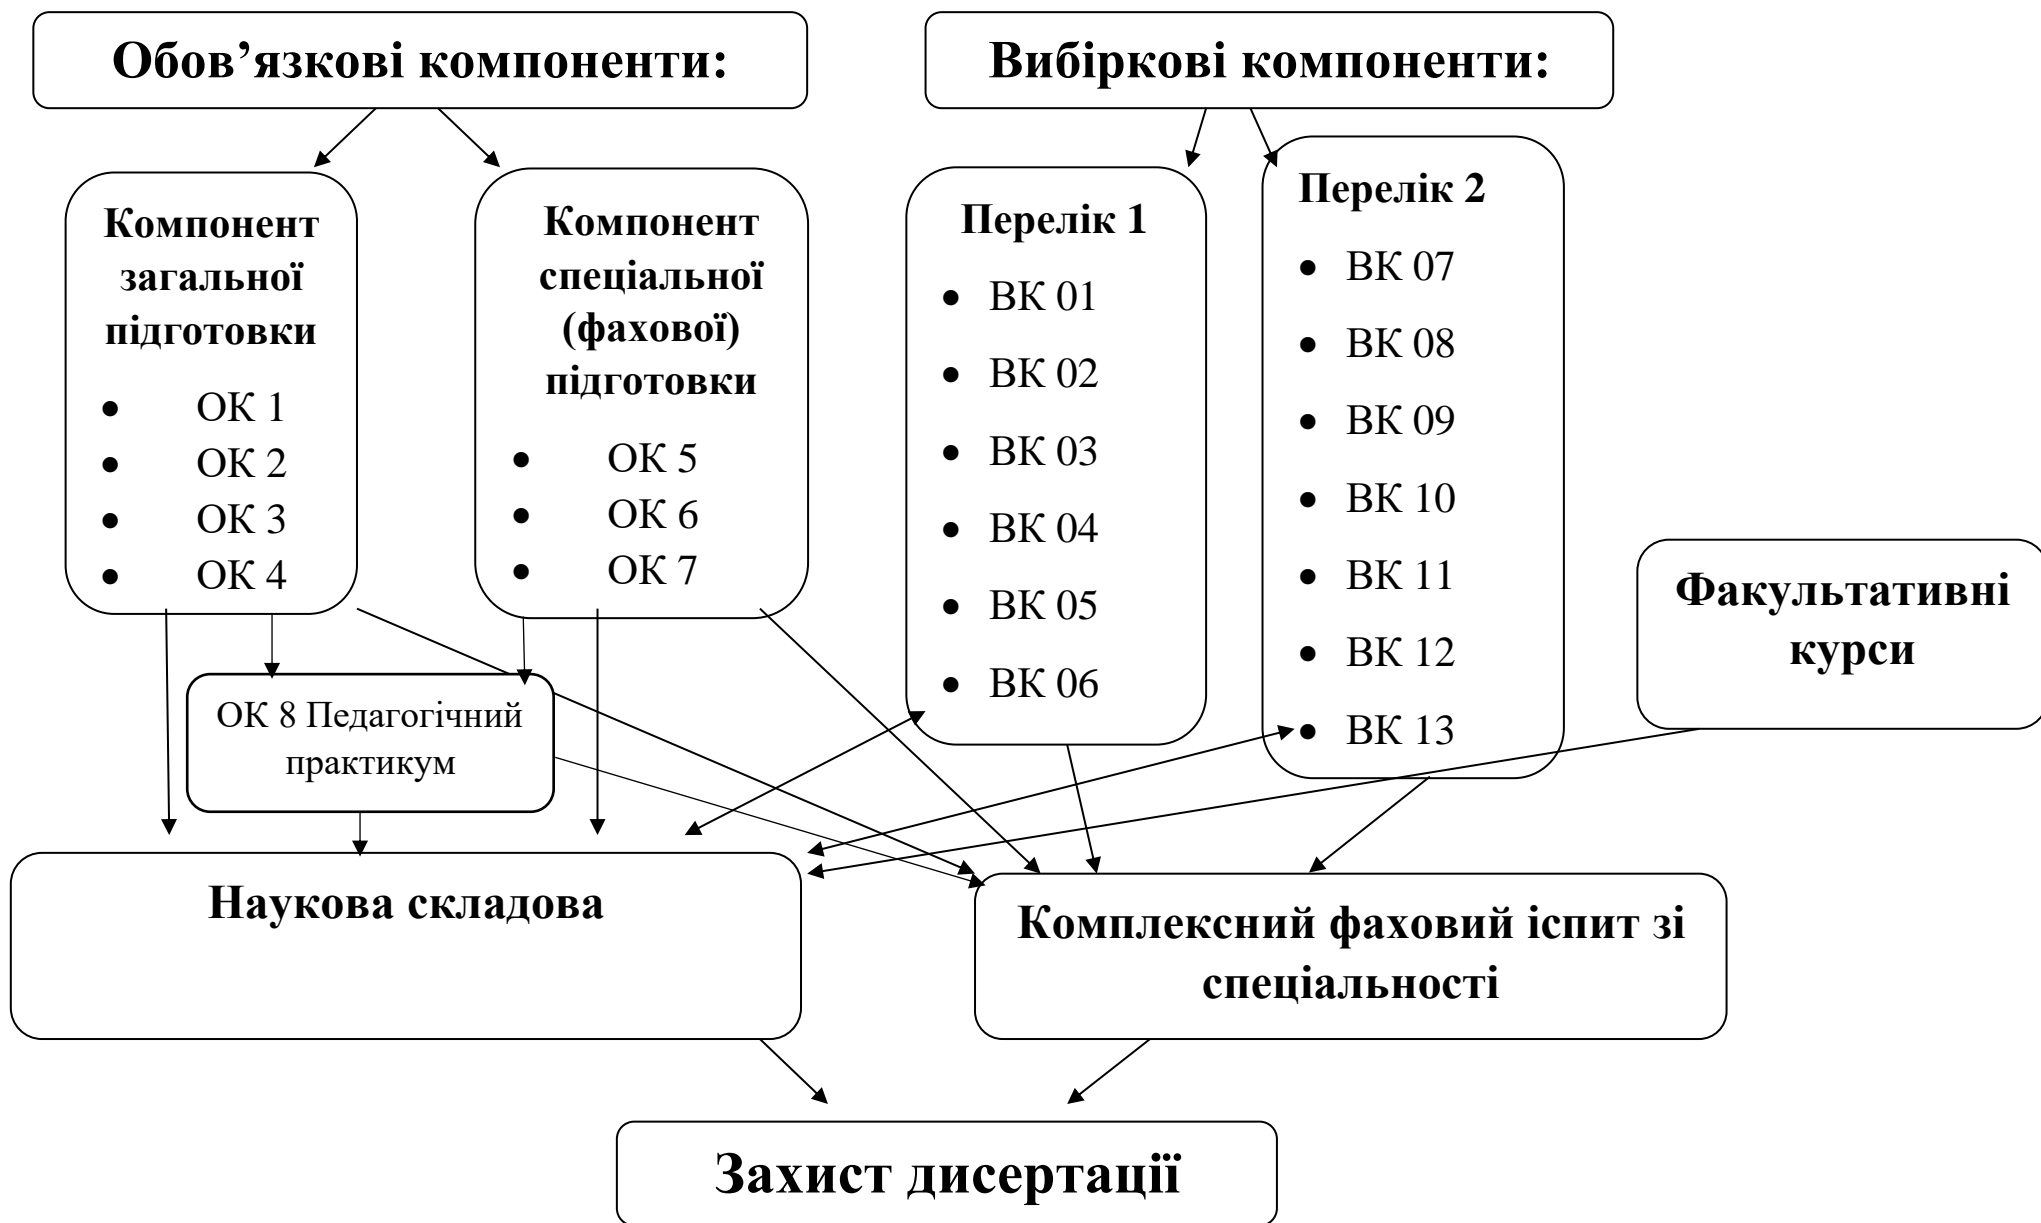 Обов’язкові компоненти:
Вибіркові компоненти:
Компонент
загальної
підготовки
• ОК 1
• ОК 2
• ОК 3
• ОК 4
Компонент
спеціальної
(фахової)
підготовки
• ОК 5
• ОК 6
• ОК 7
Перелік 1
• ВК 01
• ВК 02
• ВК 03
• ВК 04
• ВК 05
• ВК 06
Перелік 2
• ВК 07
• ВК 08
• ВК 09
• ВК 10
• ВК 11
• ВК 12
• ВК 13
Факультативні
курси
ОК 8 Педагогічний
практикум
Наукова складова
Комплексний фаховий іспит зі
спеціальності
Захист дисертації